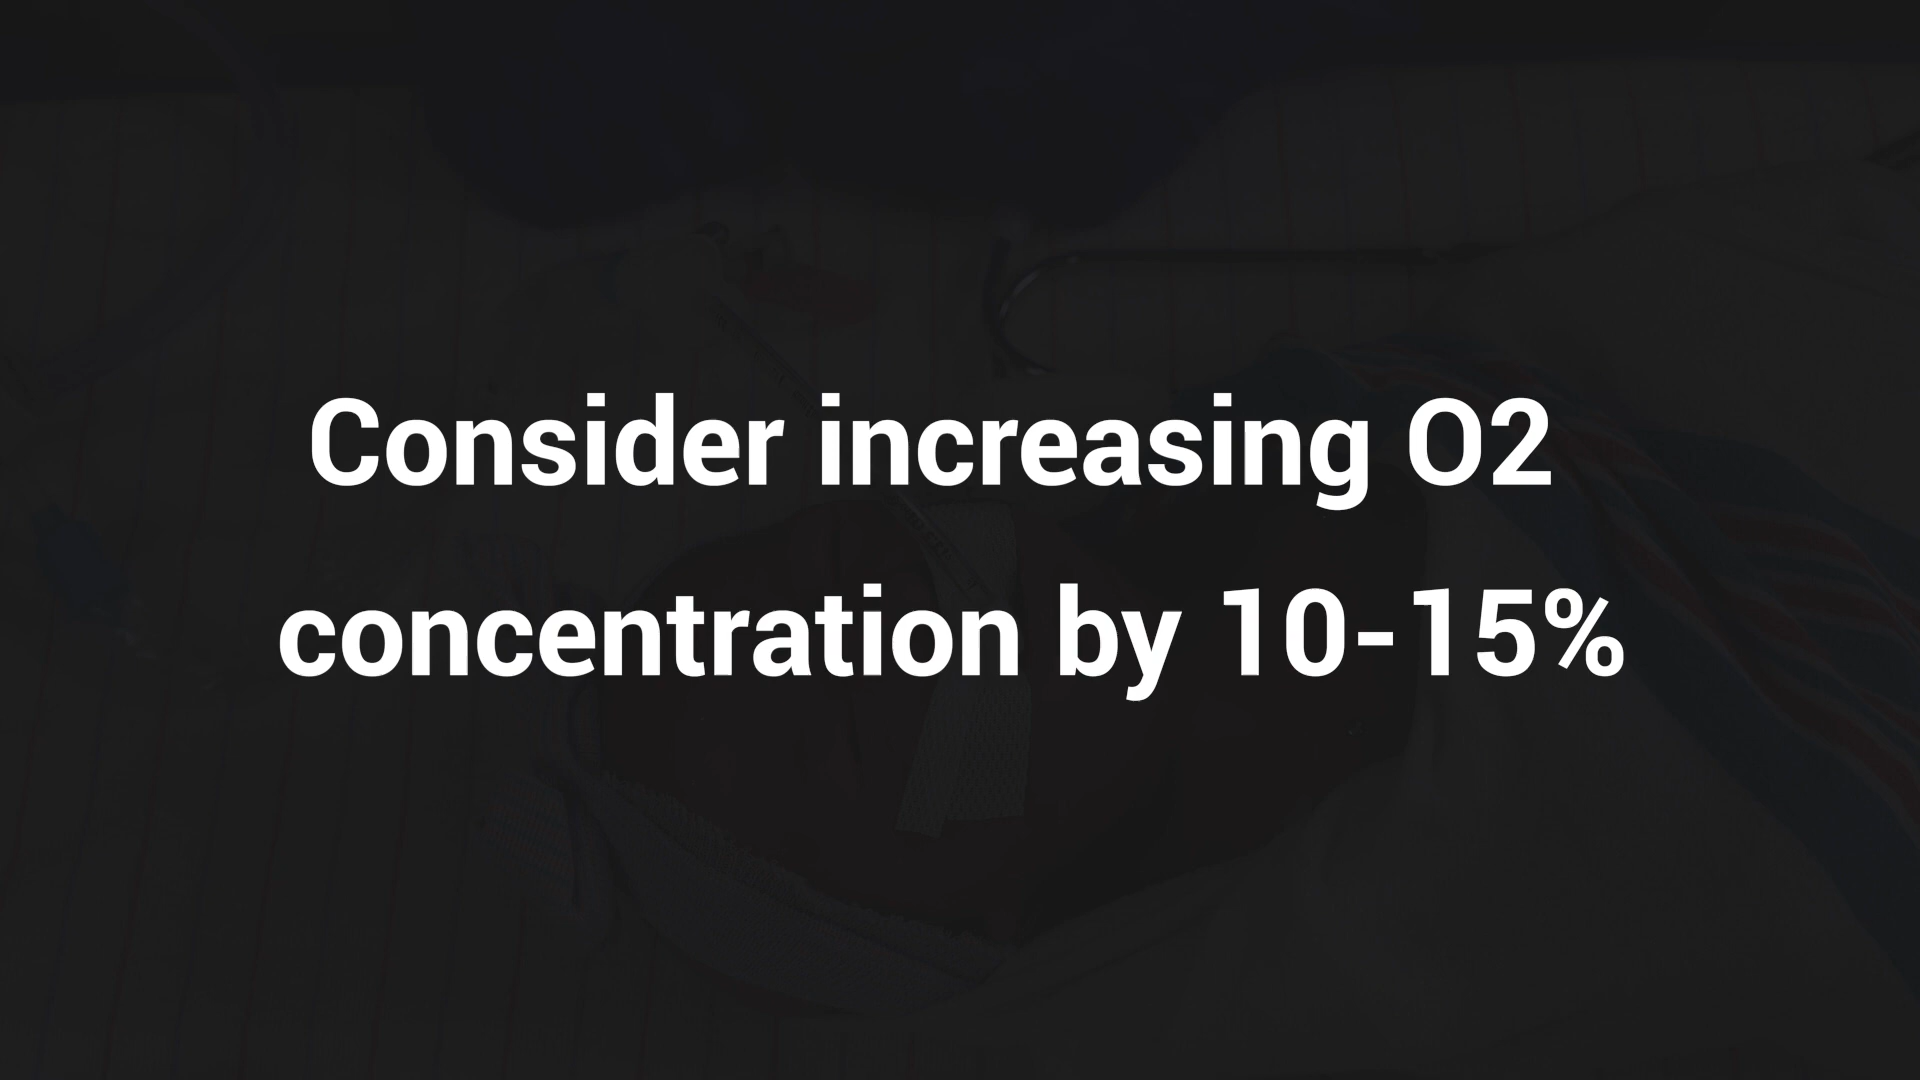 Consider increasing O2
concentration by 10-15%